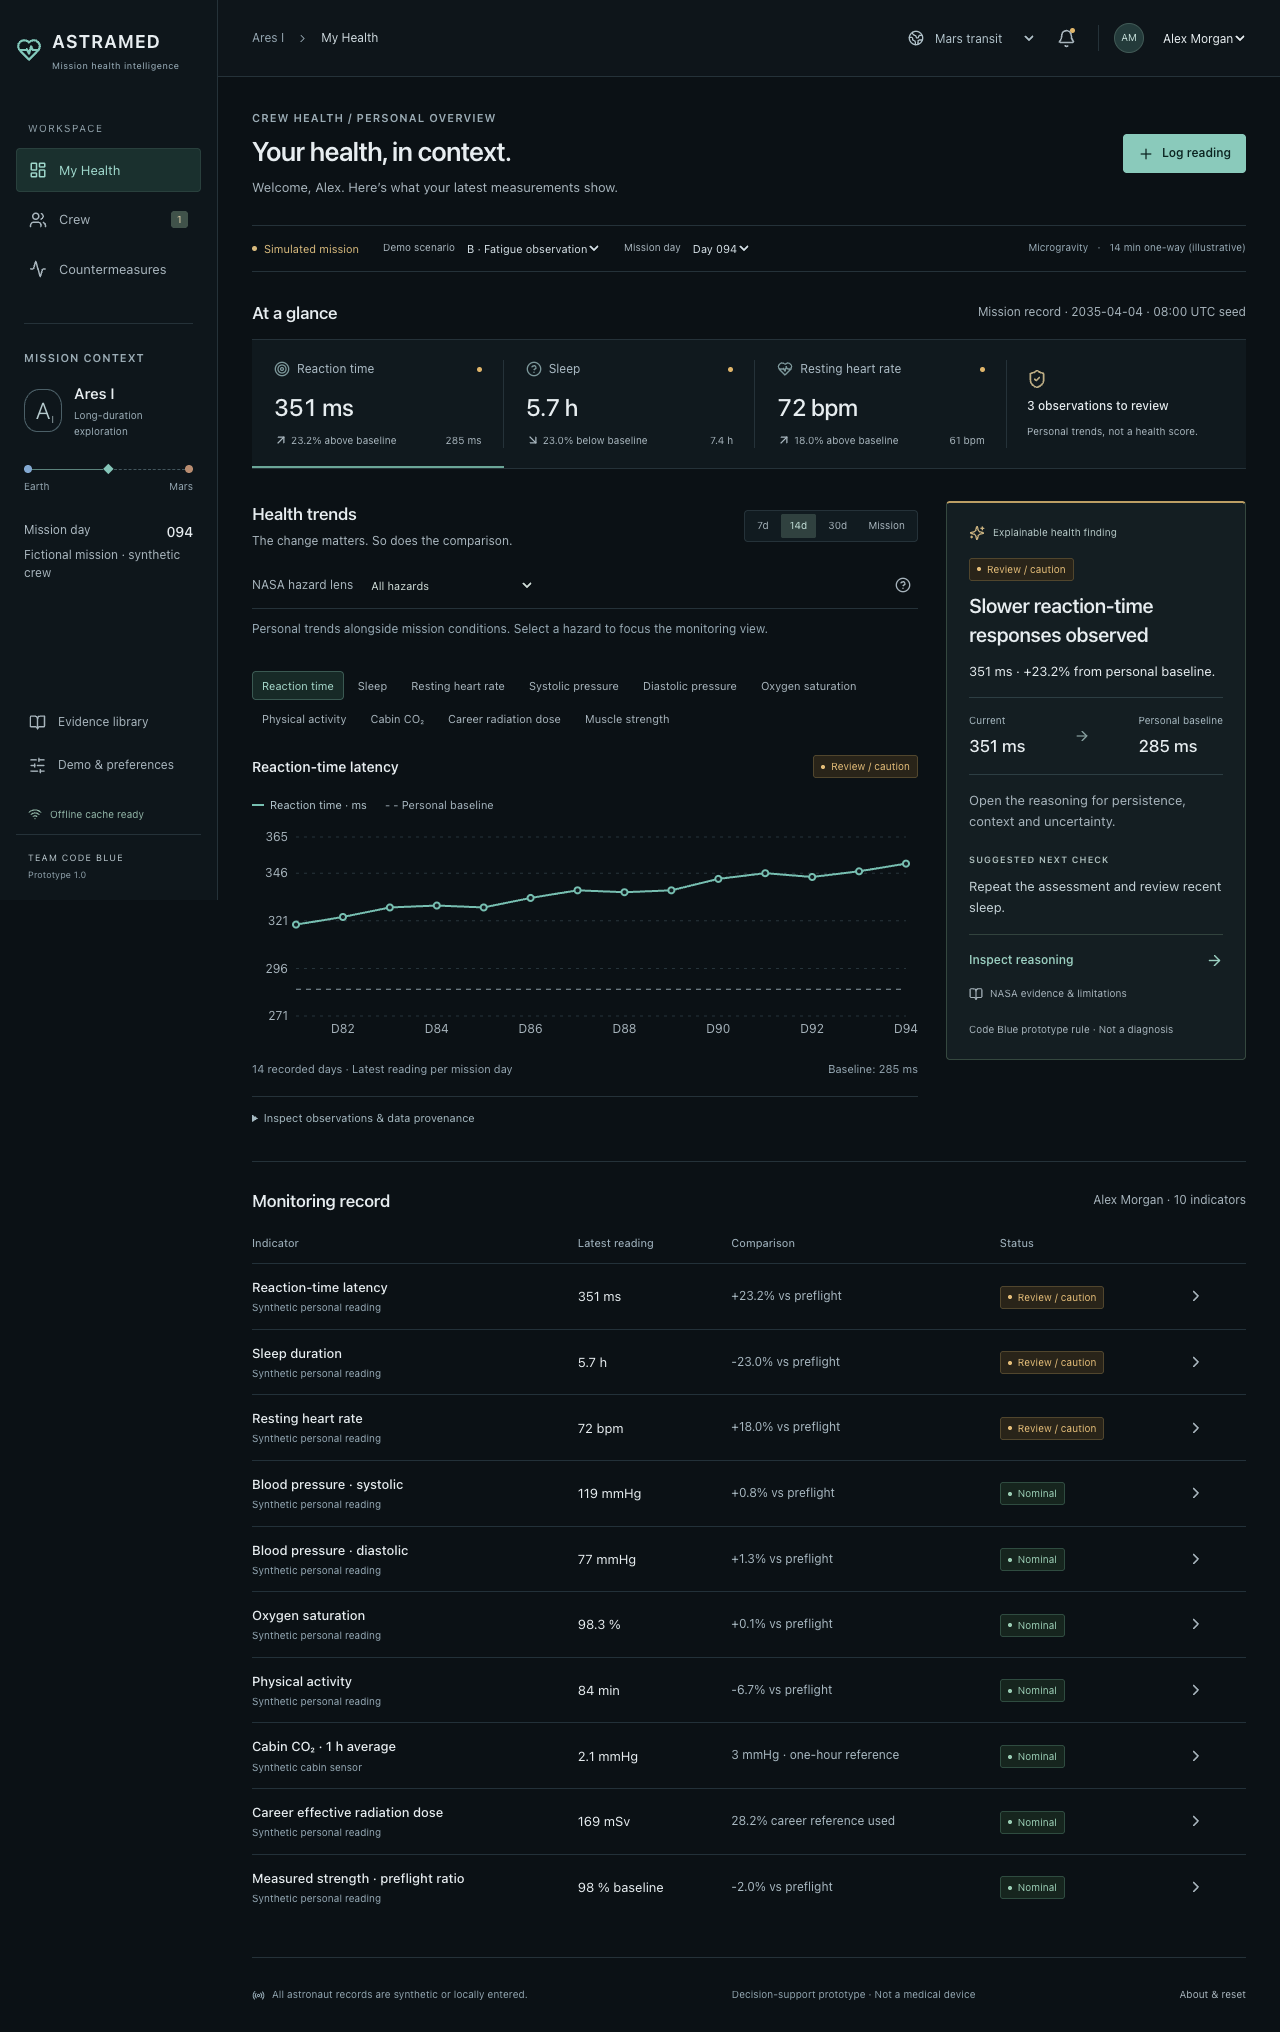 ASTRAMED
Mission health intelligence
WORKSPACE
My Health
Crew
1
Countermeasures
MISSION CONTEXT
A I
Ares I
Long-duration
exploration
Earth
Mars
Mission day
094
Fictional mission · synthetic
crew
Evidence library
Demo & preferences
Offline cache ready
TEAM CODE BLUE
Prototype 1.0
Ares I
My Health
Mars transit
AM
Alex Morgan
CREW HEALTH / PERSONAL OVERVIEW
Your health, in context.
Welcome, Alex. Here's what your latest measurements show.
Log reading
Simulated mission
Demo scenario
B · Fatigue observation
Mission day
Day 094
Microgravity · 14 min one-way (illustrative)
At a glance
Mission record · 2035-04-04 · 08:00 UTC seed
Reaction time
351 ms
23.2% above baseline
285 ms
Sleep
5.7 h
23.0% below baseline
7.4 h
Resting heart rate
72 bpm
18.0% above baseline
61 bpm
3 observations to review
Personal trends, not a health score.
Health trends
The change matters. So does the comparison.
7d
14d
30d
Mission
NASA hazard lens
All hazards
Personal trends alongside mission conditions. Select a hazard to focus the monitoring view.
Reaction time
Sleep
Resting heart rate
Systolic pressure
Diastolic pressure
Oxygen saturation
Physical activity
Cabin CO₂
Career radiation dose
Muscle strength
Reaction-time latency
Review / caution
Reaction time · ms
- - Personal baseline
365
346
321
296
271
D82
D84
D86
D88
D90
D92
D94
14 recorded days · Latest reading per mission day
Baseline: 285 ms
Inspect observations & data provenance
Explainable health finding
Review / caution
Slower reaction-time
responses observed
351 ms · +23.2% from personal baseline.
Current
351 ms
Personal baseline
285 ms
Open the reasoning for persistence,
context and uncertainty.
SUGGESTED NEXT CHECK
Repeat the assessment and review recent
sleep.
Inspect reasoning
NASA evidence & limitations
Code Blue prototype rule · Not a diagnosis
Monitoring record
Alex Morgan · 10 indicators
Indicator
Latest reading
Comparison
Status
Reaction-time latency
Synthetic personal reading
351 ms
+23.2% vs preflight
Review / caution
Sleep duration
Synthetic personal reading
5.7 h
-23.0% vs preflight
Review / caution
Resting heart rate
Synthetic personal reading
72 bpm
+18.0% vs preflight
Review / caution
Blood pressure · systolic
Synthetic personal reading
119 mmHg
+0.8% vs preflight
Nominal
Blood pressure · diastolic
Synthetic personal reading
77 mmHg
+1.3% vs preflight
Nominal
Oxygen saturation
Synthetic personal reading
98.3 %
+0.1% vs preflight
Nominal
Physical activity
Synthetic personal reading
84 min
-6.7% vs preflight
Nominal
Cabin CO₂ · 1 h average
Synthetic cabin sensor
2.1 mmHg
3 mmHg · one-hour reference
Nominal
Career effective radiation dose
Synthetic personal reading
169 mSv
28.2% career reference used
Nominal
Measured strength · preflight ratio
Synthetic personal reading
98 % baseline
-2.0% vs preflight
Nominal
All astronaut records are synthetic or locally entered.
Decision-support prototype · Not a medical device
About & reset